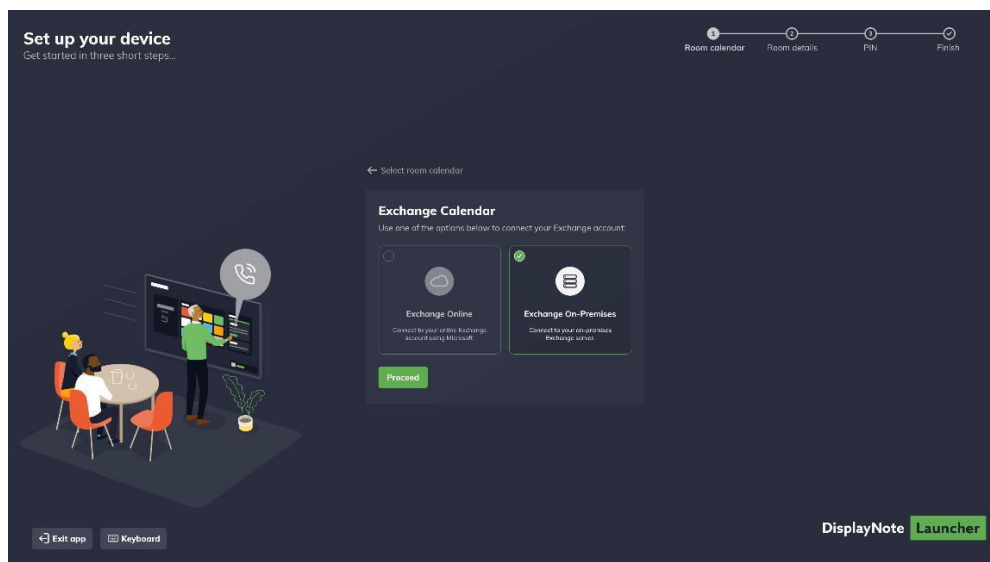 Set up your device
Get started in three short steps...
1
2
3
Room calendar
Room details
PIN
Finish
Select room calendar
Exchange Calendar
Use one of the options below to connect your Exchange account:
Exchange Online
Connect to your online Exchange
account using Microsoft.
Exchange On-Premises
Connect to your on-premises
Exchange server.
Proceed
Exit app
Keyboard
DisplayNote Launcher